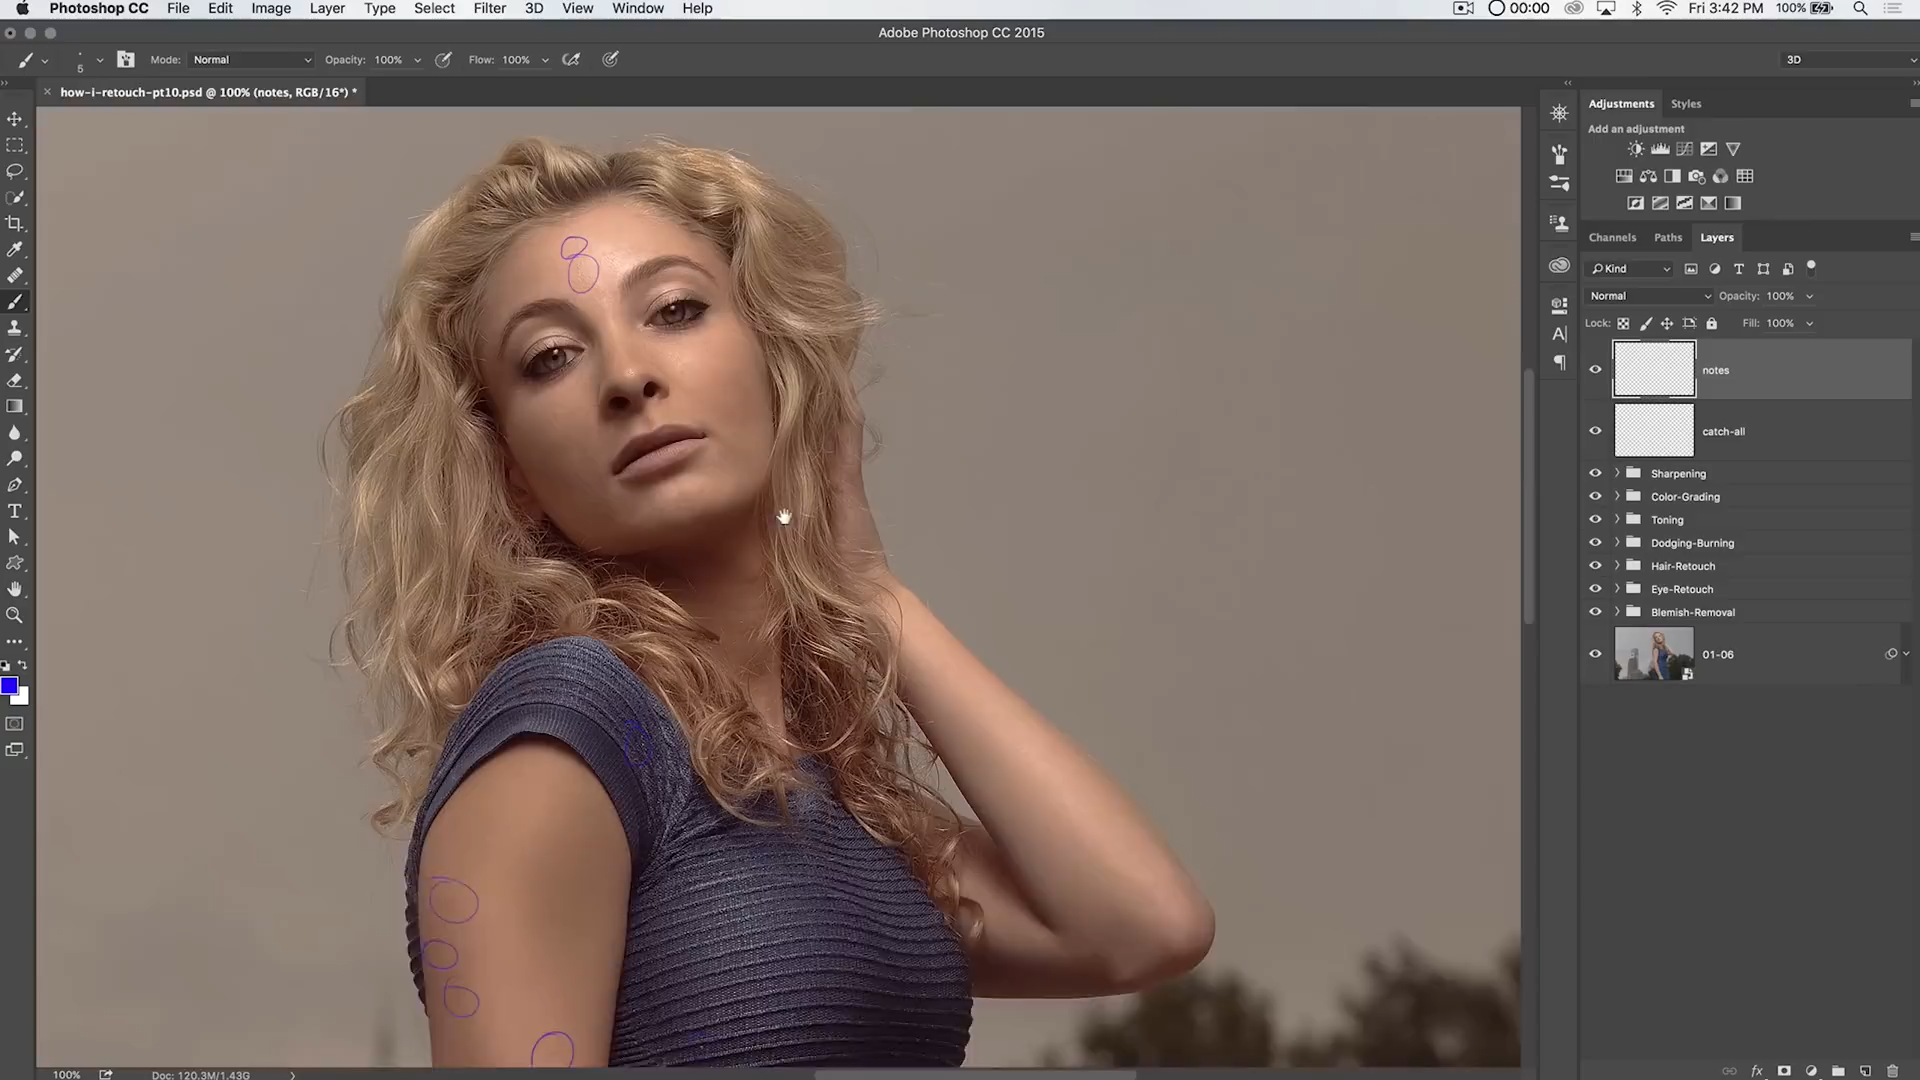 Photoshop CC File Edit Image Layer Type Select Filter 3D View Window Help 00:00 Fri 3:42 PM 100%
Adobe Photoshop CC 2015
5 Mode: Normal Opacity: 100% Flow: 100% 3D
how-i-retouch-pt10.psd @ 100% (notes, RGB/16*) *
Adjustments Styles
Add an adjustment
Channels Paths Layers
Kind
Normal Opacity: 100%
Lock: Fill: 100%
notes
catch-all
Sharpening
Color-Grading
Toning
Dodging-Burning
Hair-Retouch
Eye-Retouch
Blemish-Removal
01-06
100% Doc: 120.3M/1.43G